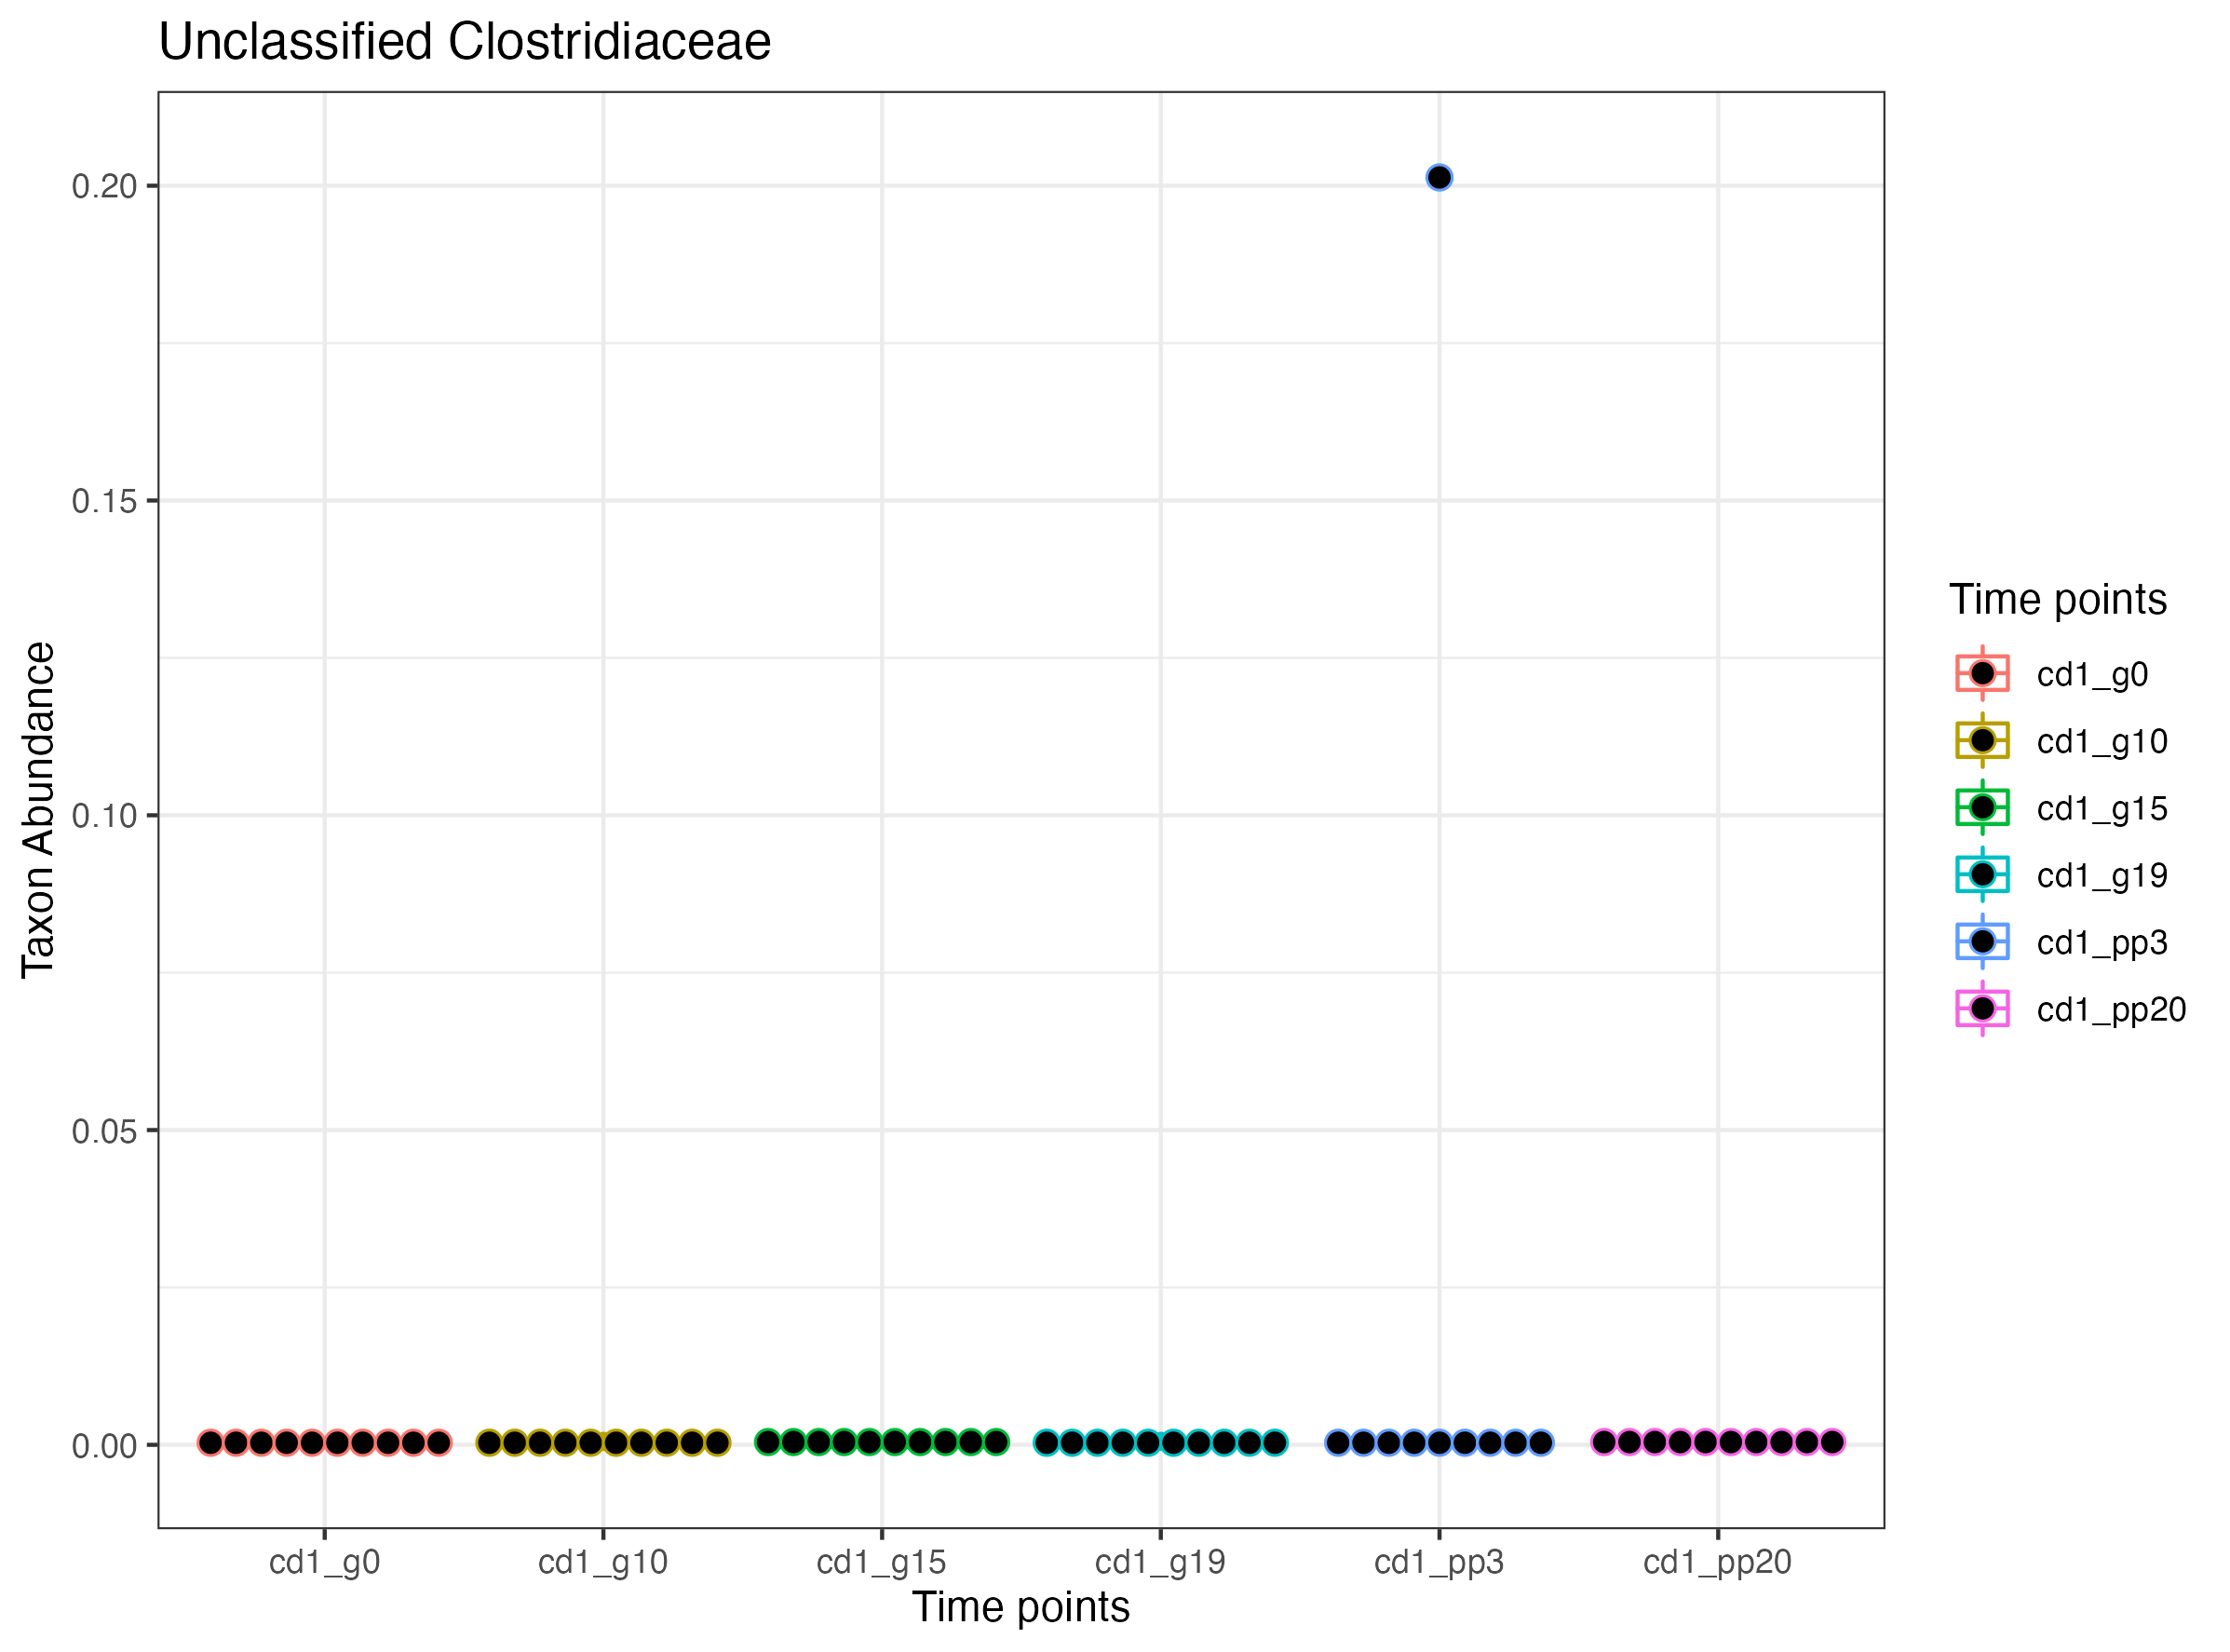 Unclassified Clostridiaceae
Taxon Abundance
0.20
0.15
0.10
0.05
0.00
cd1_g0 cd1_g10 cd1_g15 cd1_g19 cd1_pp3 cd1_pp20
Time points
Time points
cd1_g0
cd1_g10
cd1_g15
cd1_g19
cd1_pp3
cd1_pp20